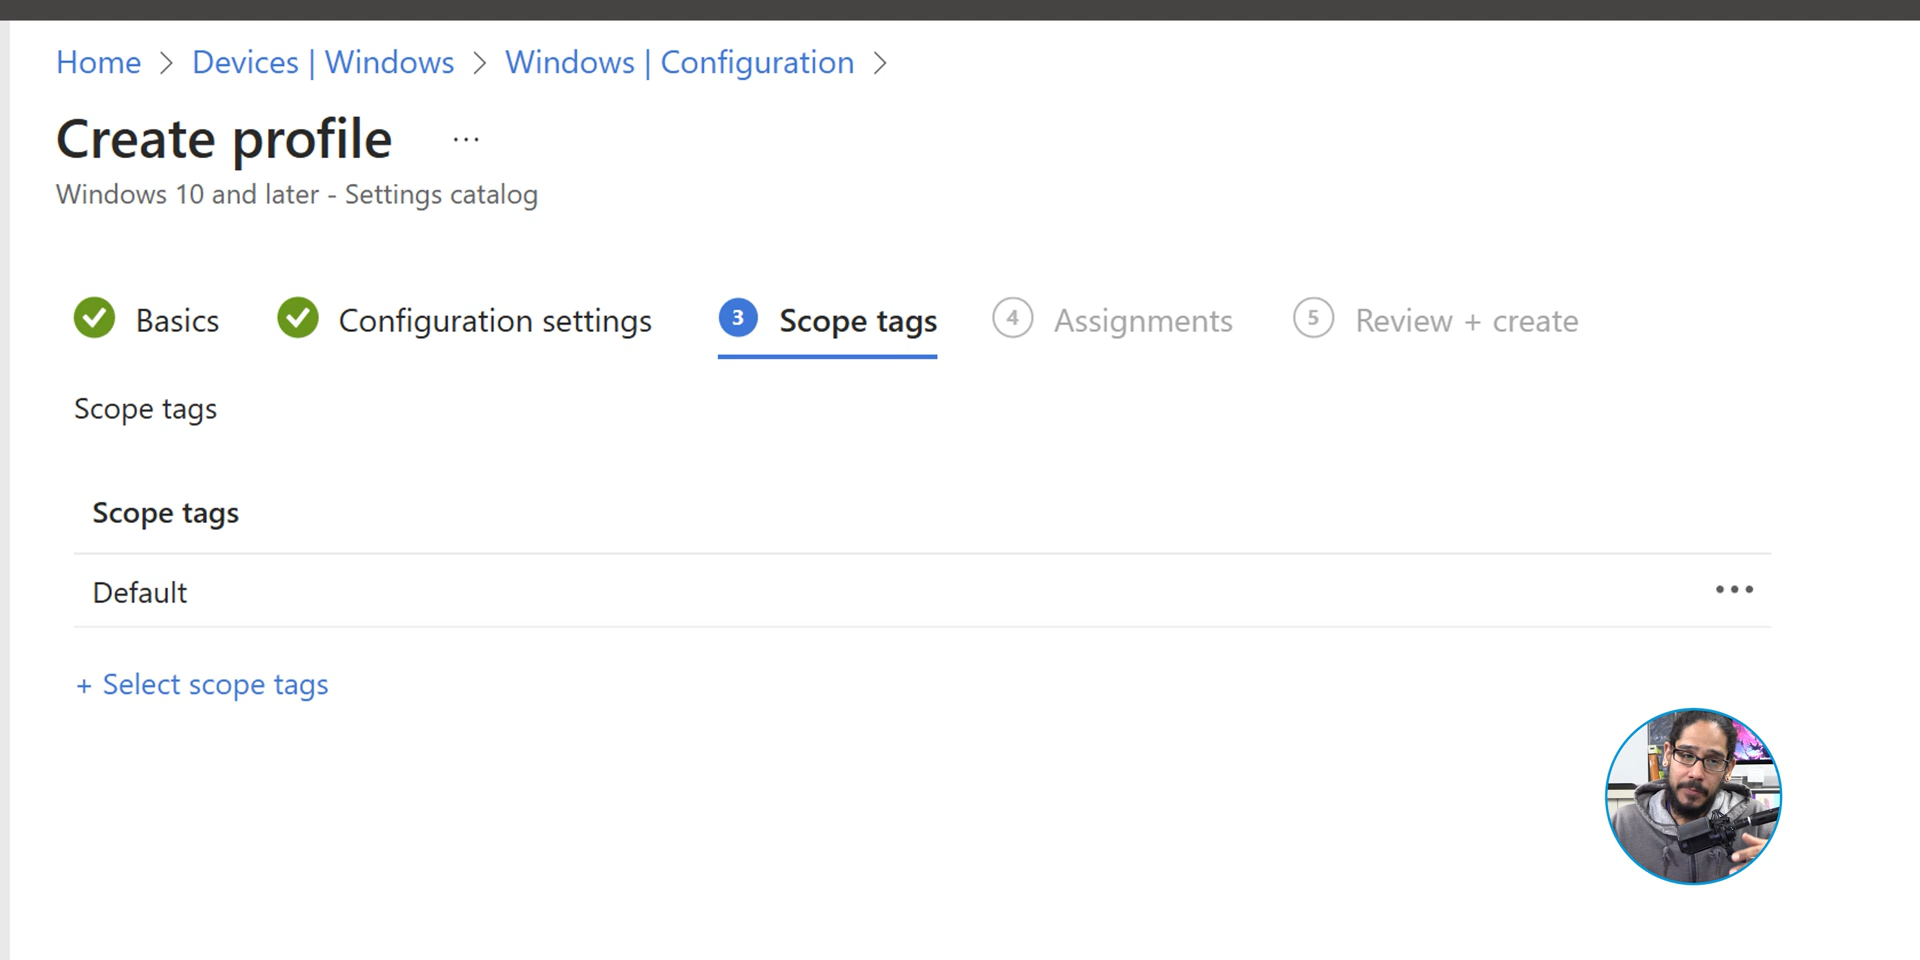 Home > Devices | Windows > Windows | Configuration >
Create profile ...
Windows 10 and later - Settings catalog
Basics Configuration settings 3 Scope tags 4 Assignments 5 Review + create
Scope tags
Scope tags
Default ...
+ Select scope tags